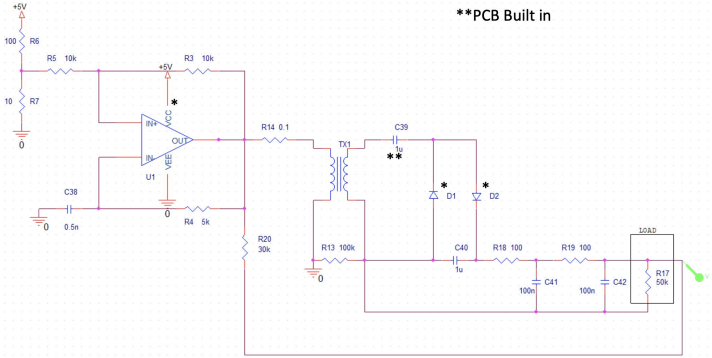 **PCB Built in
+5V
100 R6
R5 10k
+5V
R3 10k
10 R7
*
IN+
VCC
OUT
IN-
VEE
U1
0
R14 0.1
TX1
C39
1u
**
*
D1
*
D2
C38
0.5n
0
0
R4 5k
R20
30k
R13 100k
0
C40
1u
R18 100
R19 100
C41
100n
C42
100n
LOAD
R17
50k